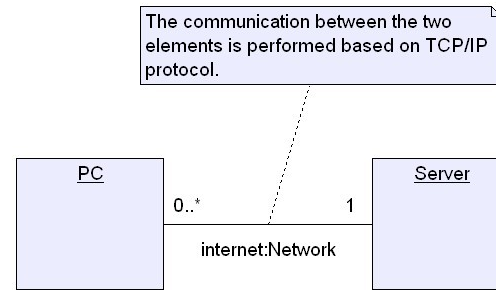 The communication between the two
elements is performed based on TCP/IP
protocol.
PC
Server
0..*
1
internet:Network